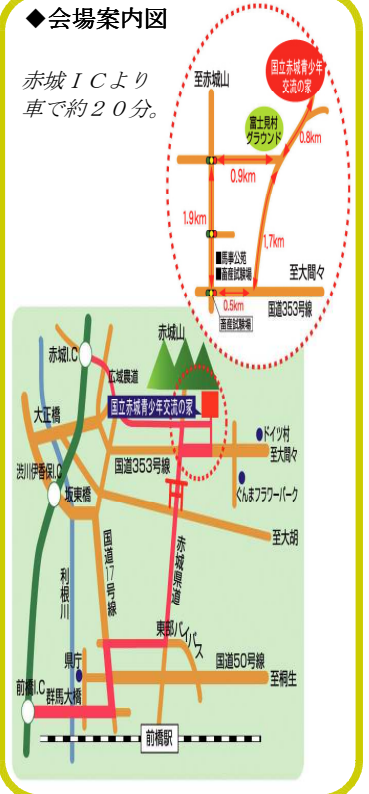 ◆会場案内図
赤城ＩＣより
車で約２０分。
至赤城山
国立赤城青少年
交流の家
富士見村
グラウンド
0.8km
0.9km
1.9km
1.7km
■馬事公苑
■畜産試験場
至大間々
0.5km
国道353号線
畜産試験場
赤城I.C
赤城山
広域農道
国立赤城青少年交流の家
大正橋
ドイツ村
至大間々
国道353号線
渋川伊香保I.C
坂東橋
ぐんまフラワーパーク
至大胡
国道17号線
赤城県道
利根川
東部バイパス
県庁
国道50号線
至桐生
前橋I.C
群馬大橋
前橋駅